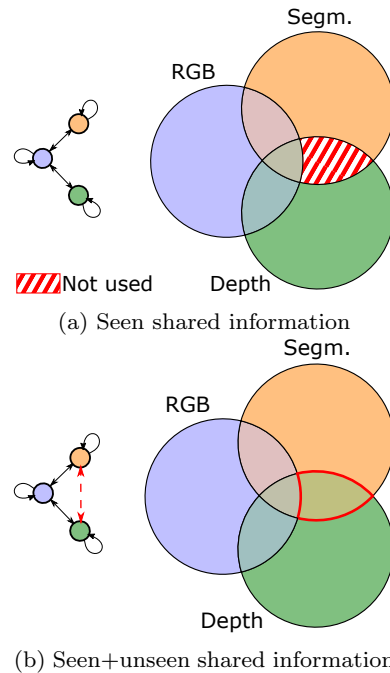 Segm.
RGB
Not used
Depth
(a) Seen shared information
Segm.
RGB
Depth
(b) Seen+unseen shared information